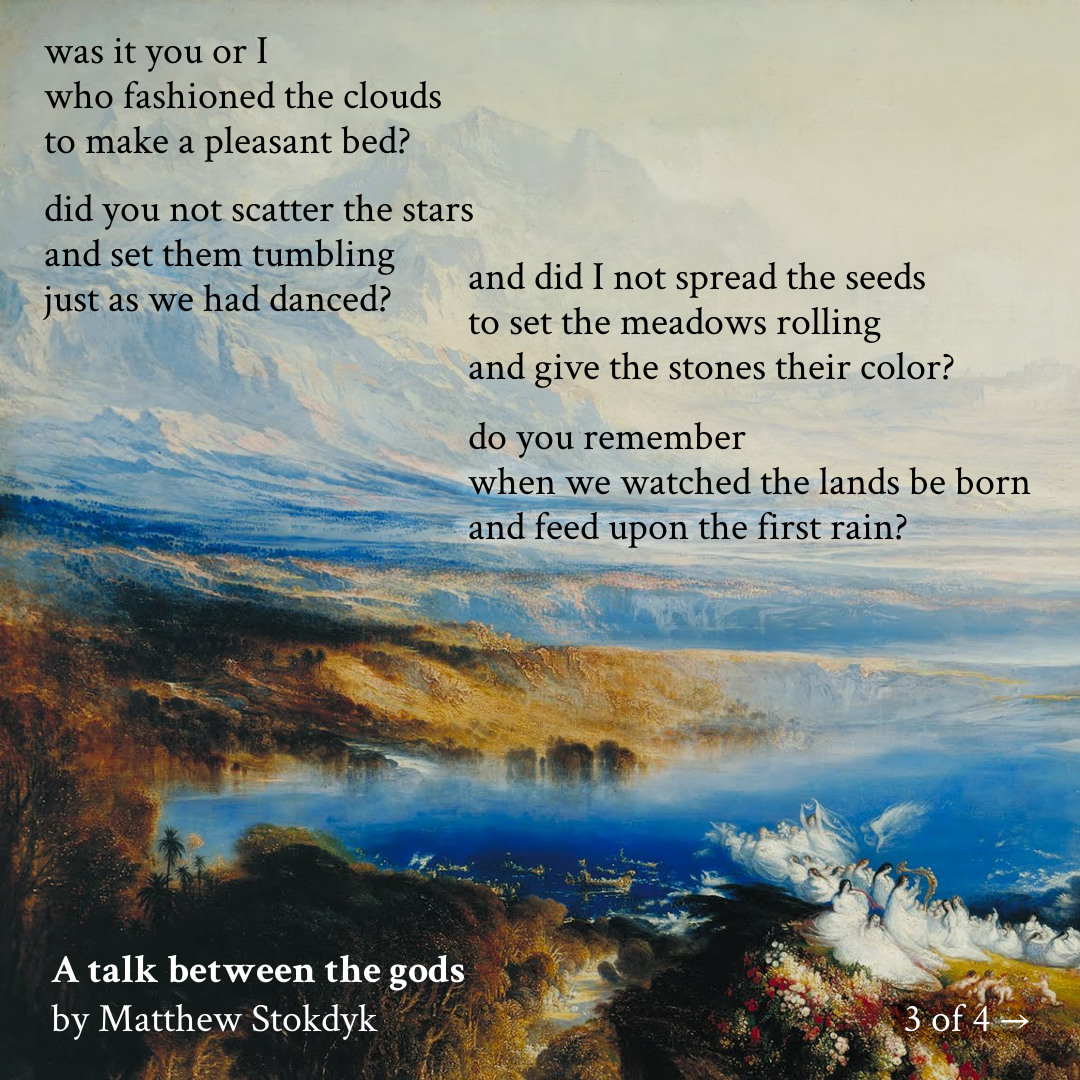 was it you or I
who fashioned the clouds
to make a pleasant bed?
did you not scatter the stars
and set them tumbling
just as we had danced?
and did I not spread the seeds
to set the meadows rolling
and give the stones their color?
do you remember
when we watched the lands be born
and feed upon the first rain?
A talk between the gods
by Matthew Stokdyk
3 of 4 →